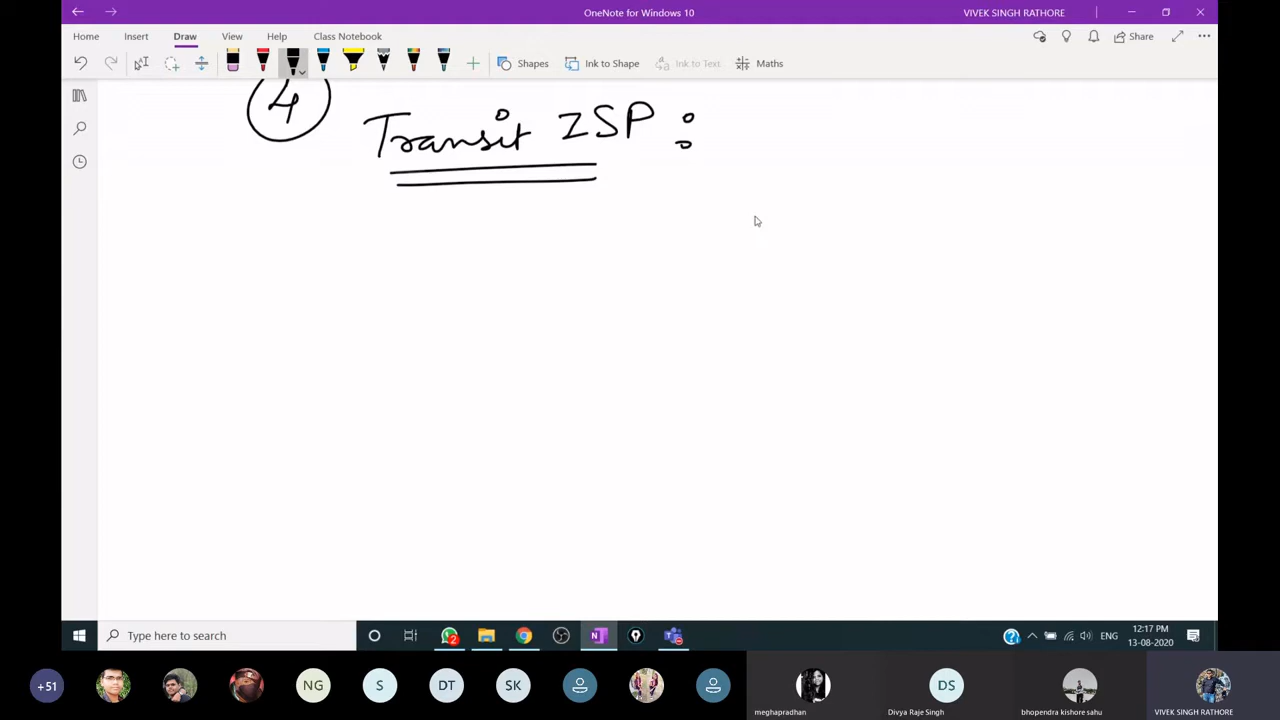 OneNote for Windows 10
VIVEK SINGH RATHORE
Home Insert Draw View Help Class Notebook
Share
Shapes Ink to Shape Ink to Text Maths
4 Transit ISP :
Type here to search
2
ENG
12:17 PM
13-08-2020
+51 NG S DT SK DS
meghapradhan Divya Raje Singh bhopendra kishore sahu VIVEK SINGH RATHORE